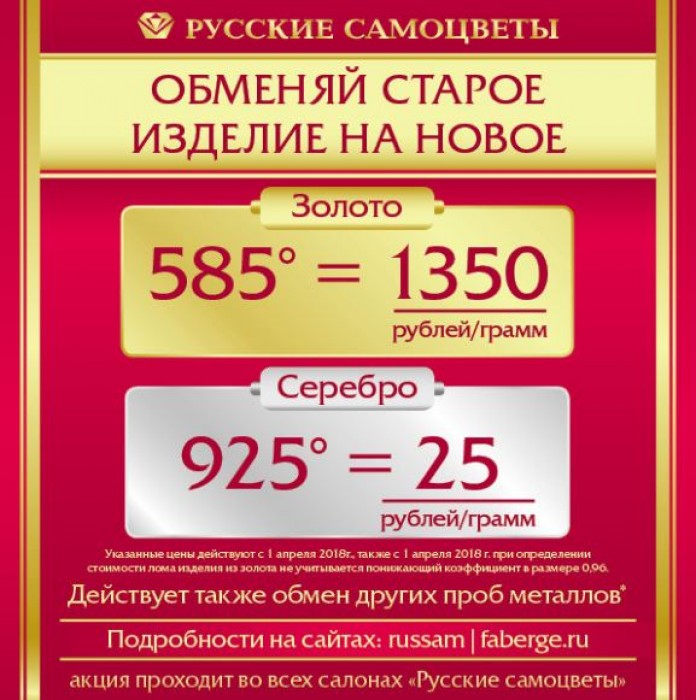 РУССКИЕ САМОЦВЕТЫ
ОБМЕНЯЙ СТАРОЕ
ИЗДЕЛИЕ НА НОВОЕ
Золото
585° = 1350
рублей/грамм
Серебро
925° = 25
рублей/грамм
Указанные цены действуют с 1 апреля 2018г., также с 1 апреля 2018 г. при определении
стоимости лома изделия из золота не учитывается понижающий коэффициент в размере 0,96.
Действует также обмен других проб металлов*
Подробности на сайтах: russam | faberge.ru
акция проходит во всех салонах «Русские самоцветы»